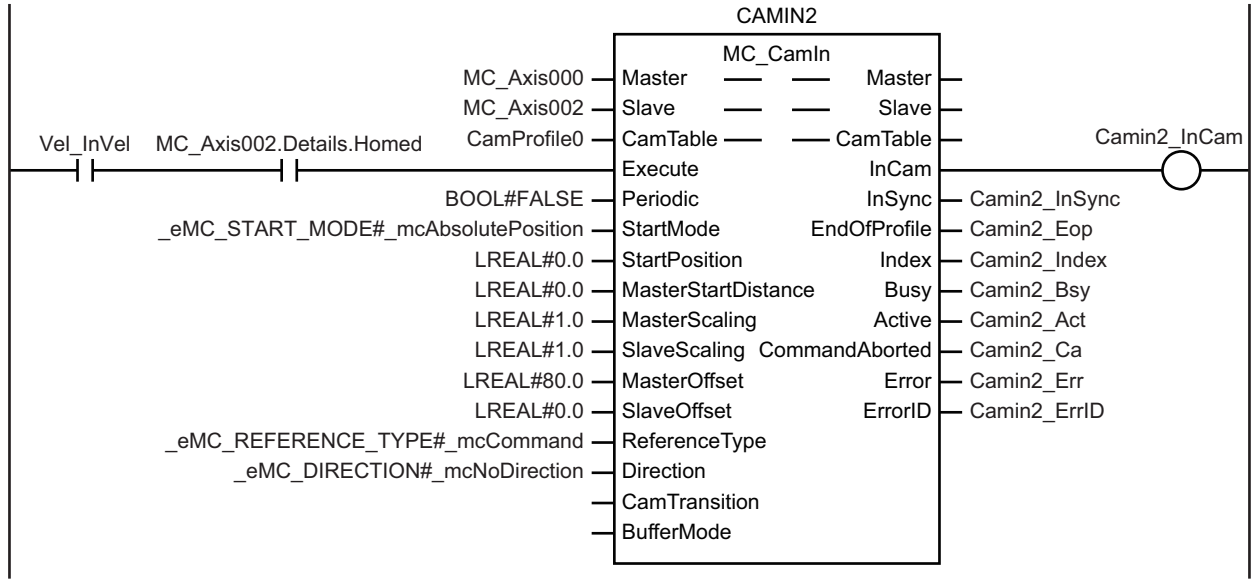 CAMIN2
MC_CamIn
MC_Axis000 Master Master
MC_Axis002 Slave Slave
CamProfile0 CamTable CamTable
Vel_InVel MC_Axis002.Details.Homed Execute InCam Camin2_InCam
BOOL#FALSE Periodic InSync Camin2_InSync
_eMC_START_MODE#_mcAbsolutePosition StartMode EndOfProfile Camin2_Eop
LREAL#0.0 StartPosition Index Camin2_Index
LREAL#0.0 MasterStartDistance Busy Camin2_Bsy
LREAL#1.0 MasterScaling Active Camin2_Act
LREAL#1.0 SlaveScaling CommandAborted Camin2_Ca
LREAL#80.0 MasterOffset Error Camin2_Err
LREAL#0.0 SlaveOffset ErrorID Camin2_ErrID
_eMC_REFERENCE_TYPE#_mcCommand ReferenceType
_eMC_DIRECTION#_mcNoDirection Direction
CamTransition
BufferMode